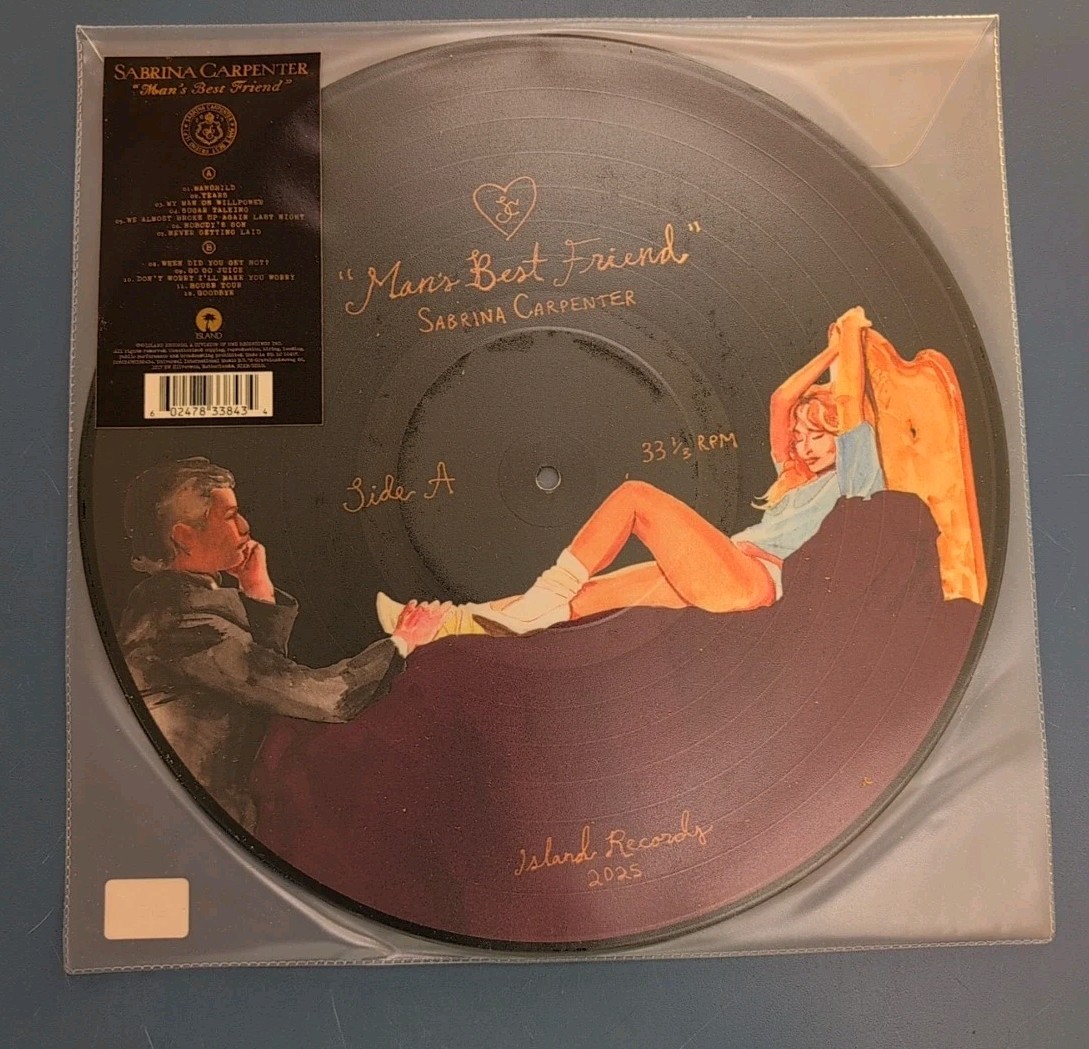 SABRINA CARPENTER
"Man's Best Friend"
A
01. MANCHILD
02. TEARS
03. MY MAN ON WILLPOWER
04. SUGAR TALKING
05. WE ALMOST BROKE UP AGAIN LAST NIGHT
06. NOBODY'S SON
07. NEVER GETTING LAID
B
08. WHEN DID YOU GET HOT?
09. GO GO JUICE
10. DON'T WORRY I'LL MAKE YOU WORRY
11. HOUSE TOUR
12. GOODBYE
ISLAND
6 02478 33843 4
SC
"Man's Best Friend"
SABRINA CARPENTER
Side A
33 1/3 RPM
Island Records
2025